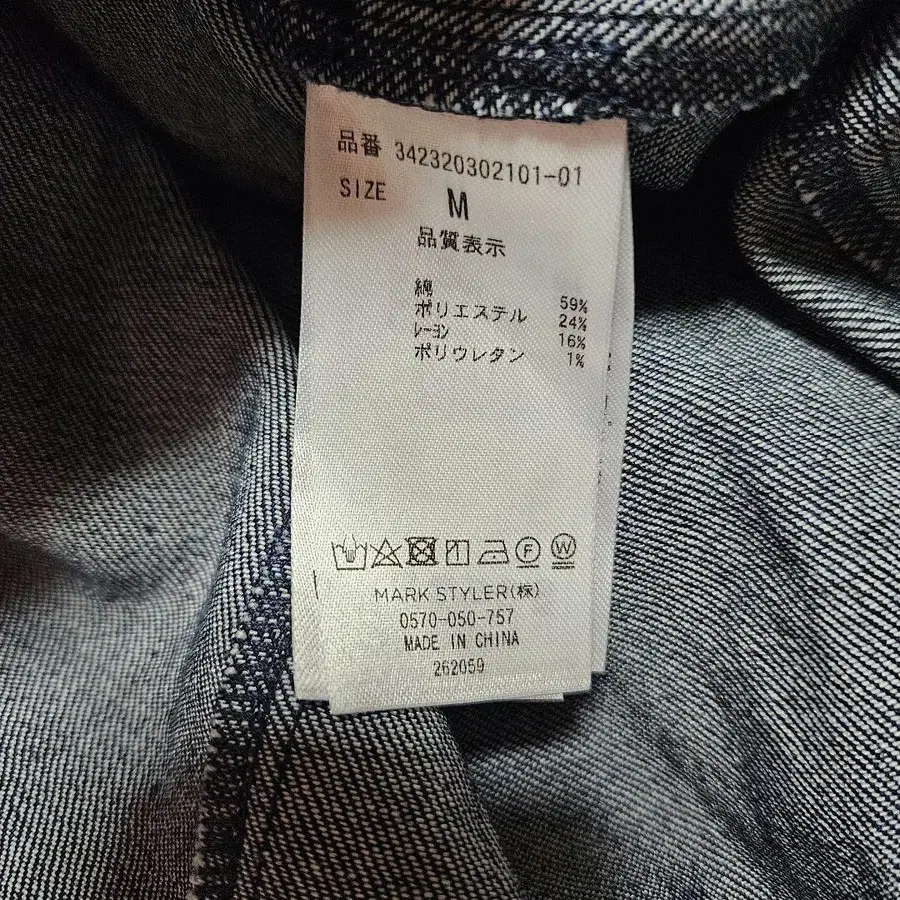 品番 342320302101-01
SIZE M
品質表示
綿 59%
ポリエステル 24%
レーヨン 16%
ポリウレタン 1%
F W
MARK STYLER(株)
0570-050-757
MADE IN CHINA
262059